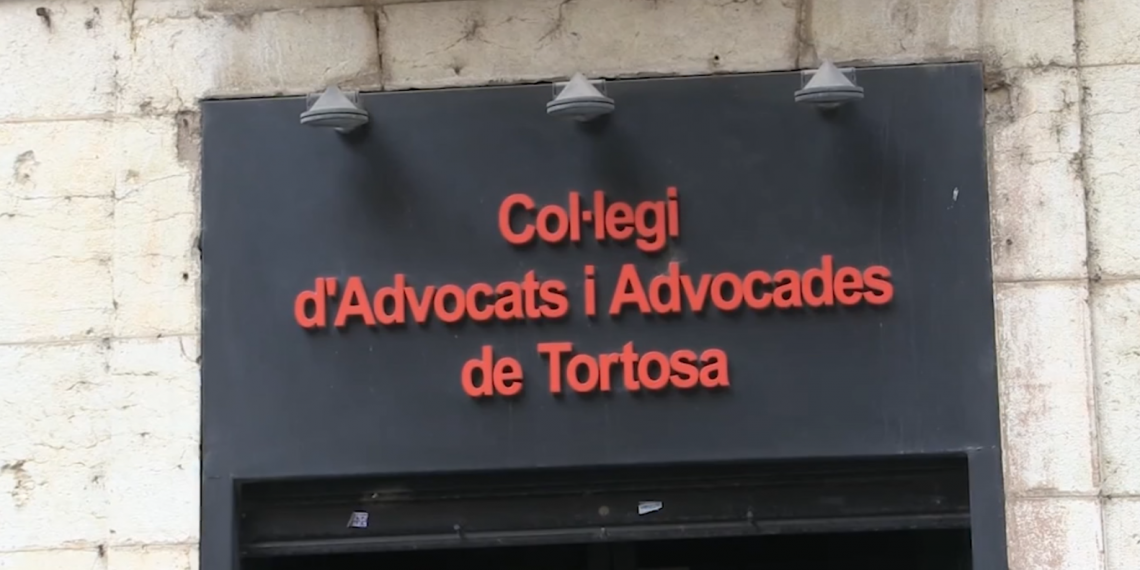 Col·legi
d'Advocats i Advocades
de Tortosa